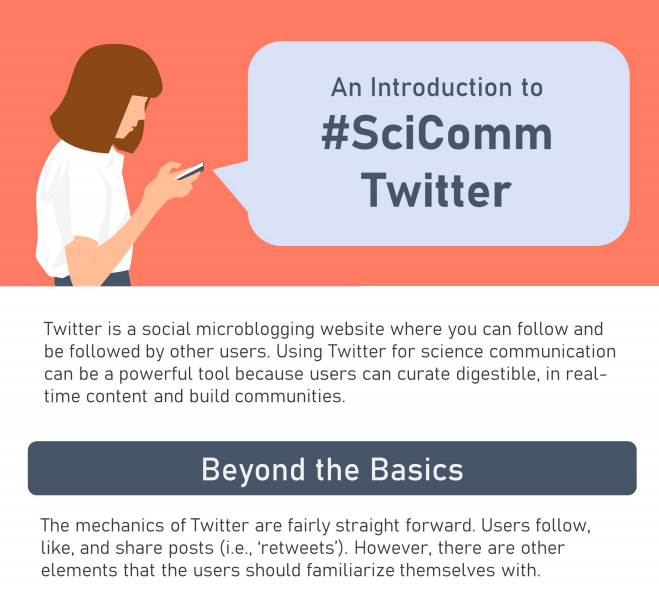 An Introduction to
#SciComm
Twitter
Twitter is a social microblogging website where you can follow and
be followed by other users. Using Twitter for science communication
can be a powerful tool because users can curate digestible, in real-
time content and build communities.
Beyond the Basics
The mechanics of Twitter are fairly straight forward. Users follow,
like, and share posts (i.e., ‘retweets’). However, there are other
elements that the users should familiarize themselves with.